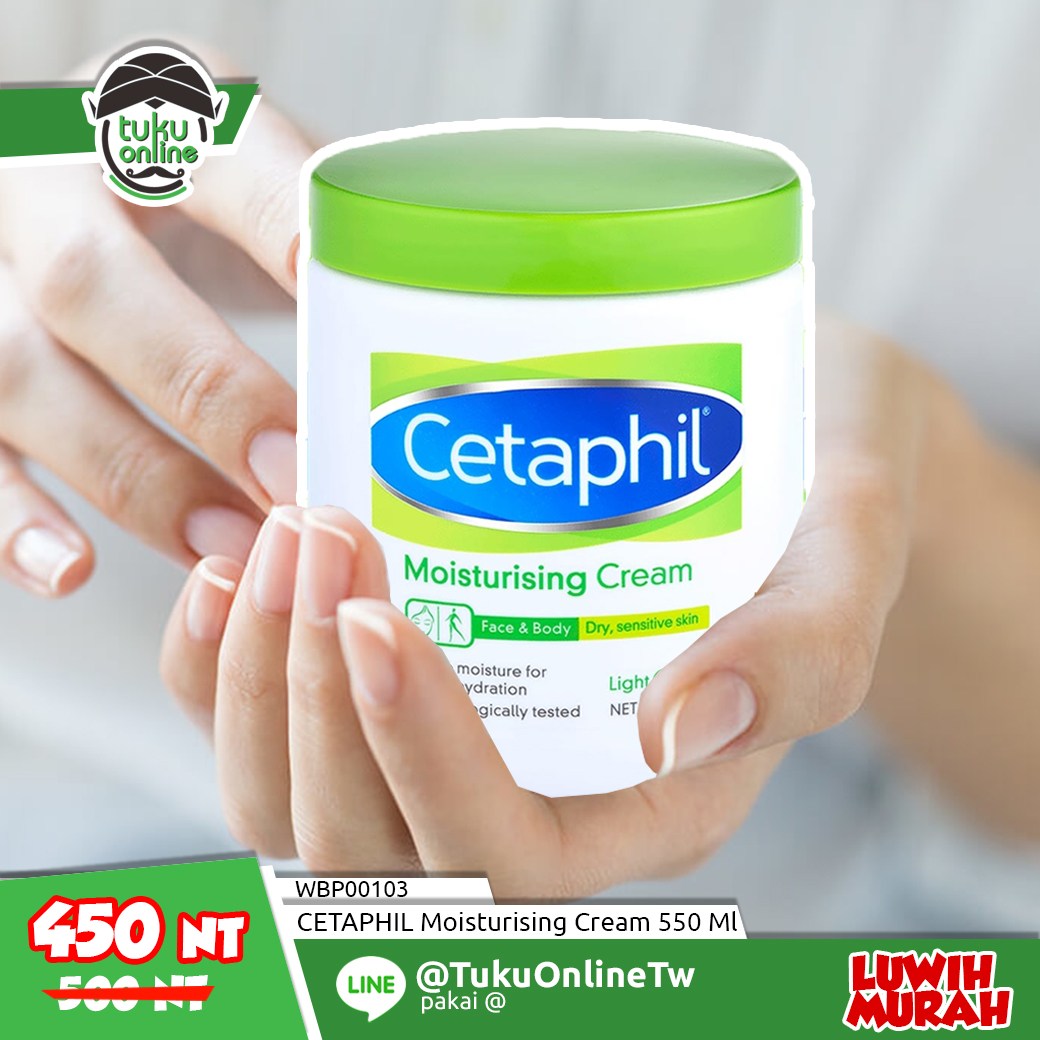 tuku
online
Cetaphil®
Moisturising Cream
Face & Body Dry, sensitive skin
moisture for
Light
gically tested
NET
WBP00103
CETAPHIL Moisturising Cream 550 Ml
450 NT
500 NT
LINE @TukuOnlineTw
pakai @
LUWIH
MURAH